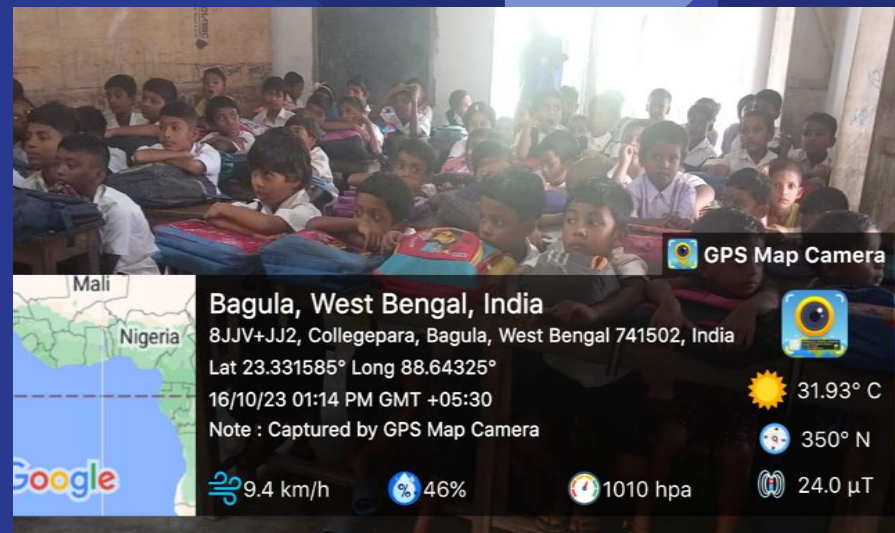 CLASSIC
GPS Map Camera
Mali
Nigeria
Google
Bagula, West Bengal, India
8JJV+JJ2, Collegepara, Bagula, West Bengal 741502, India
Lat 23.331585° Long 88.64325°
16/10/23 01:14 PM GMT +05:30
Note : Captured by GPS Map Camera
31.93° C
350° N
9.4 km/h
46%
1010 hpa
24.0 µT